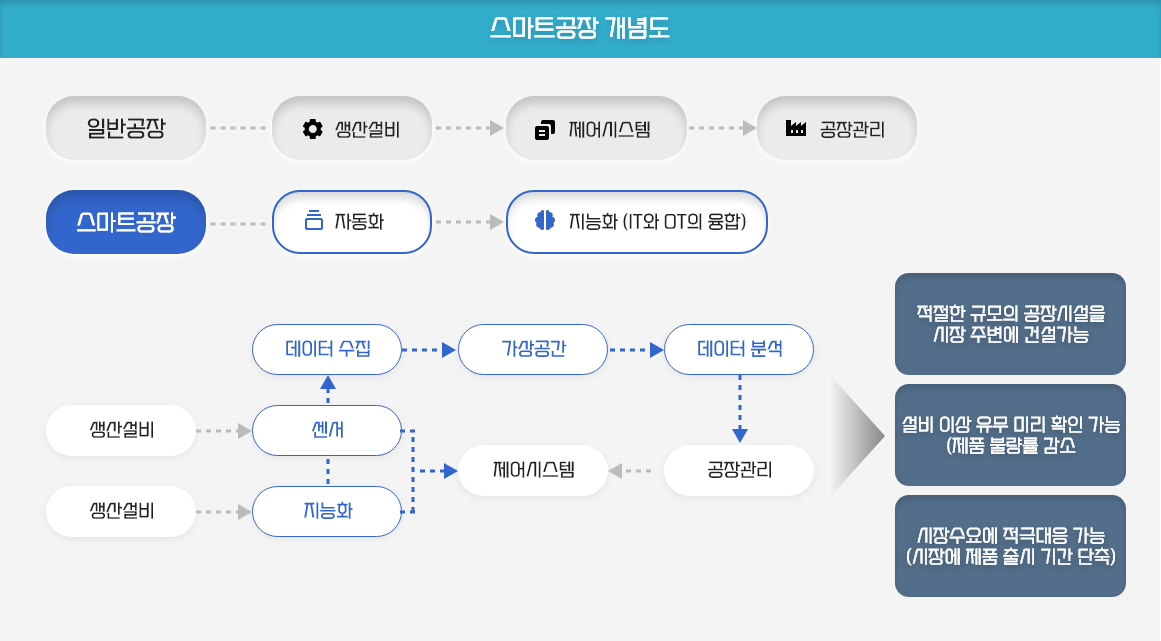 스마트공장 개념도
일반공장
생산설비
제어시스템
공장관리
스마트공장
자동화
지능화 (IT와 OT의 융합)
데이터 수집
가상공간
데이터 분석
생산설비
센서
제어시스템
공장관리
생산설비
지능화
적절한 규모의 공장시설을
시장 주변에 건설가능
설비 이상 유무 미리 확인 가능
(제품 불량률 감소
시장수요에 적극대응 가능
(시장에 제품 출시 기간 단축)